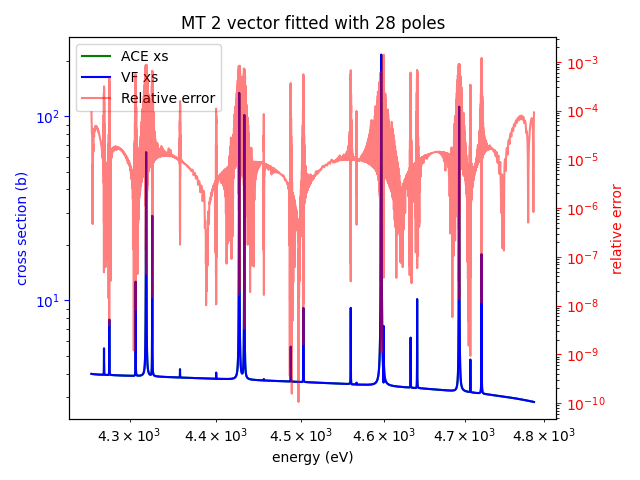 MT 2 vector fitted with 28 poles
ACE xs
VF xs
Relative error
cross section (b)
10²
10¹
10⁻³
10⁻⁴
10⁻⁵
10⁻⁶
10⁻⁷
10⁻⁸
10⁻⁹
10⁻¹⁰
relative error
4.3 × 10³ 4.4 × 10³ 4.5 × 10³ 4.6 × 10³ 4.7 × 10³ 4.8 × 10³
energy (eV)